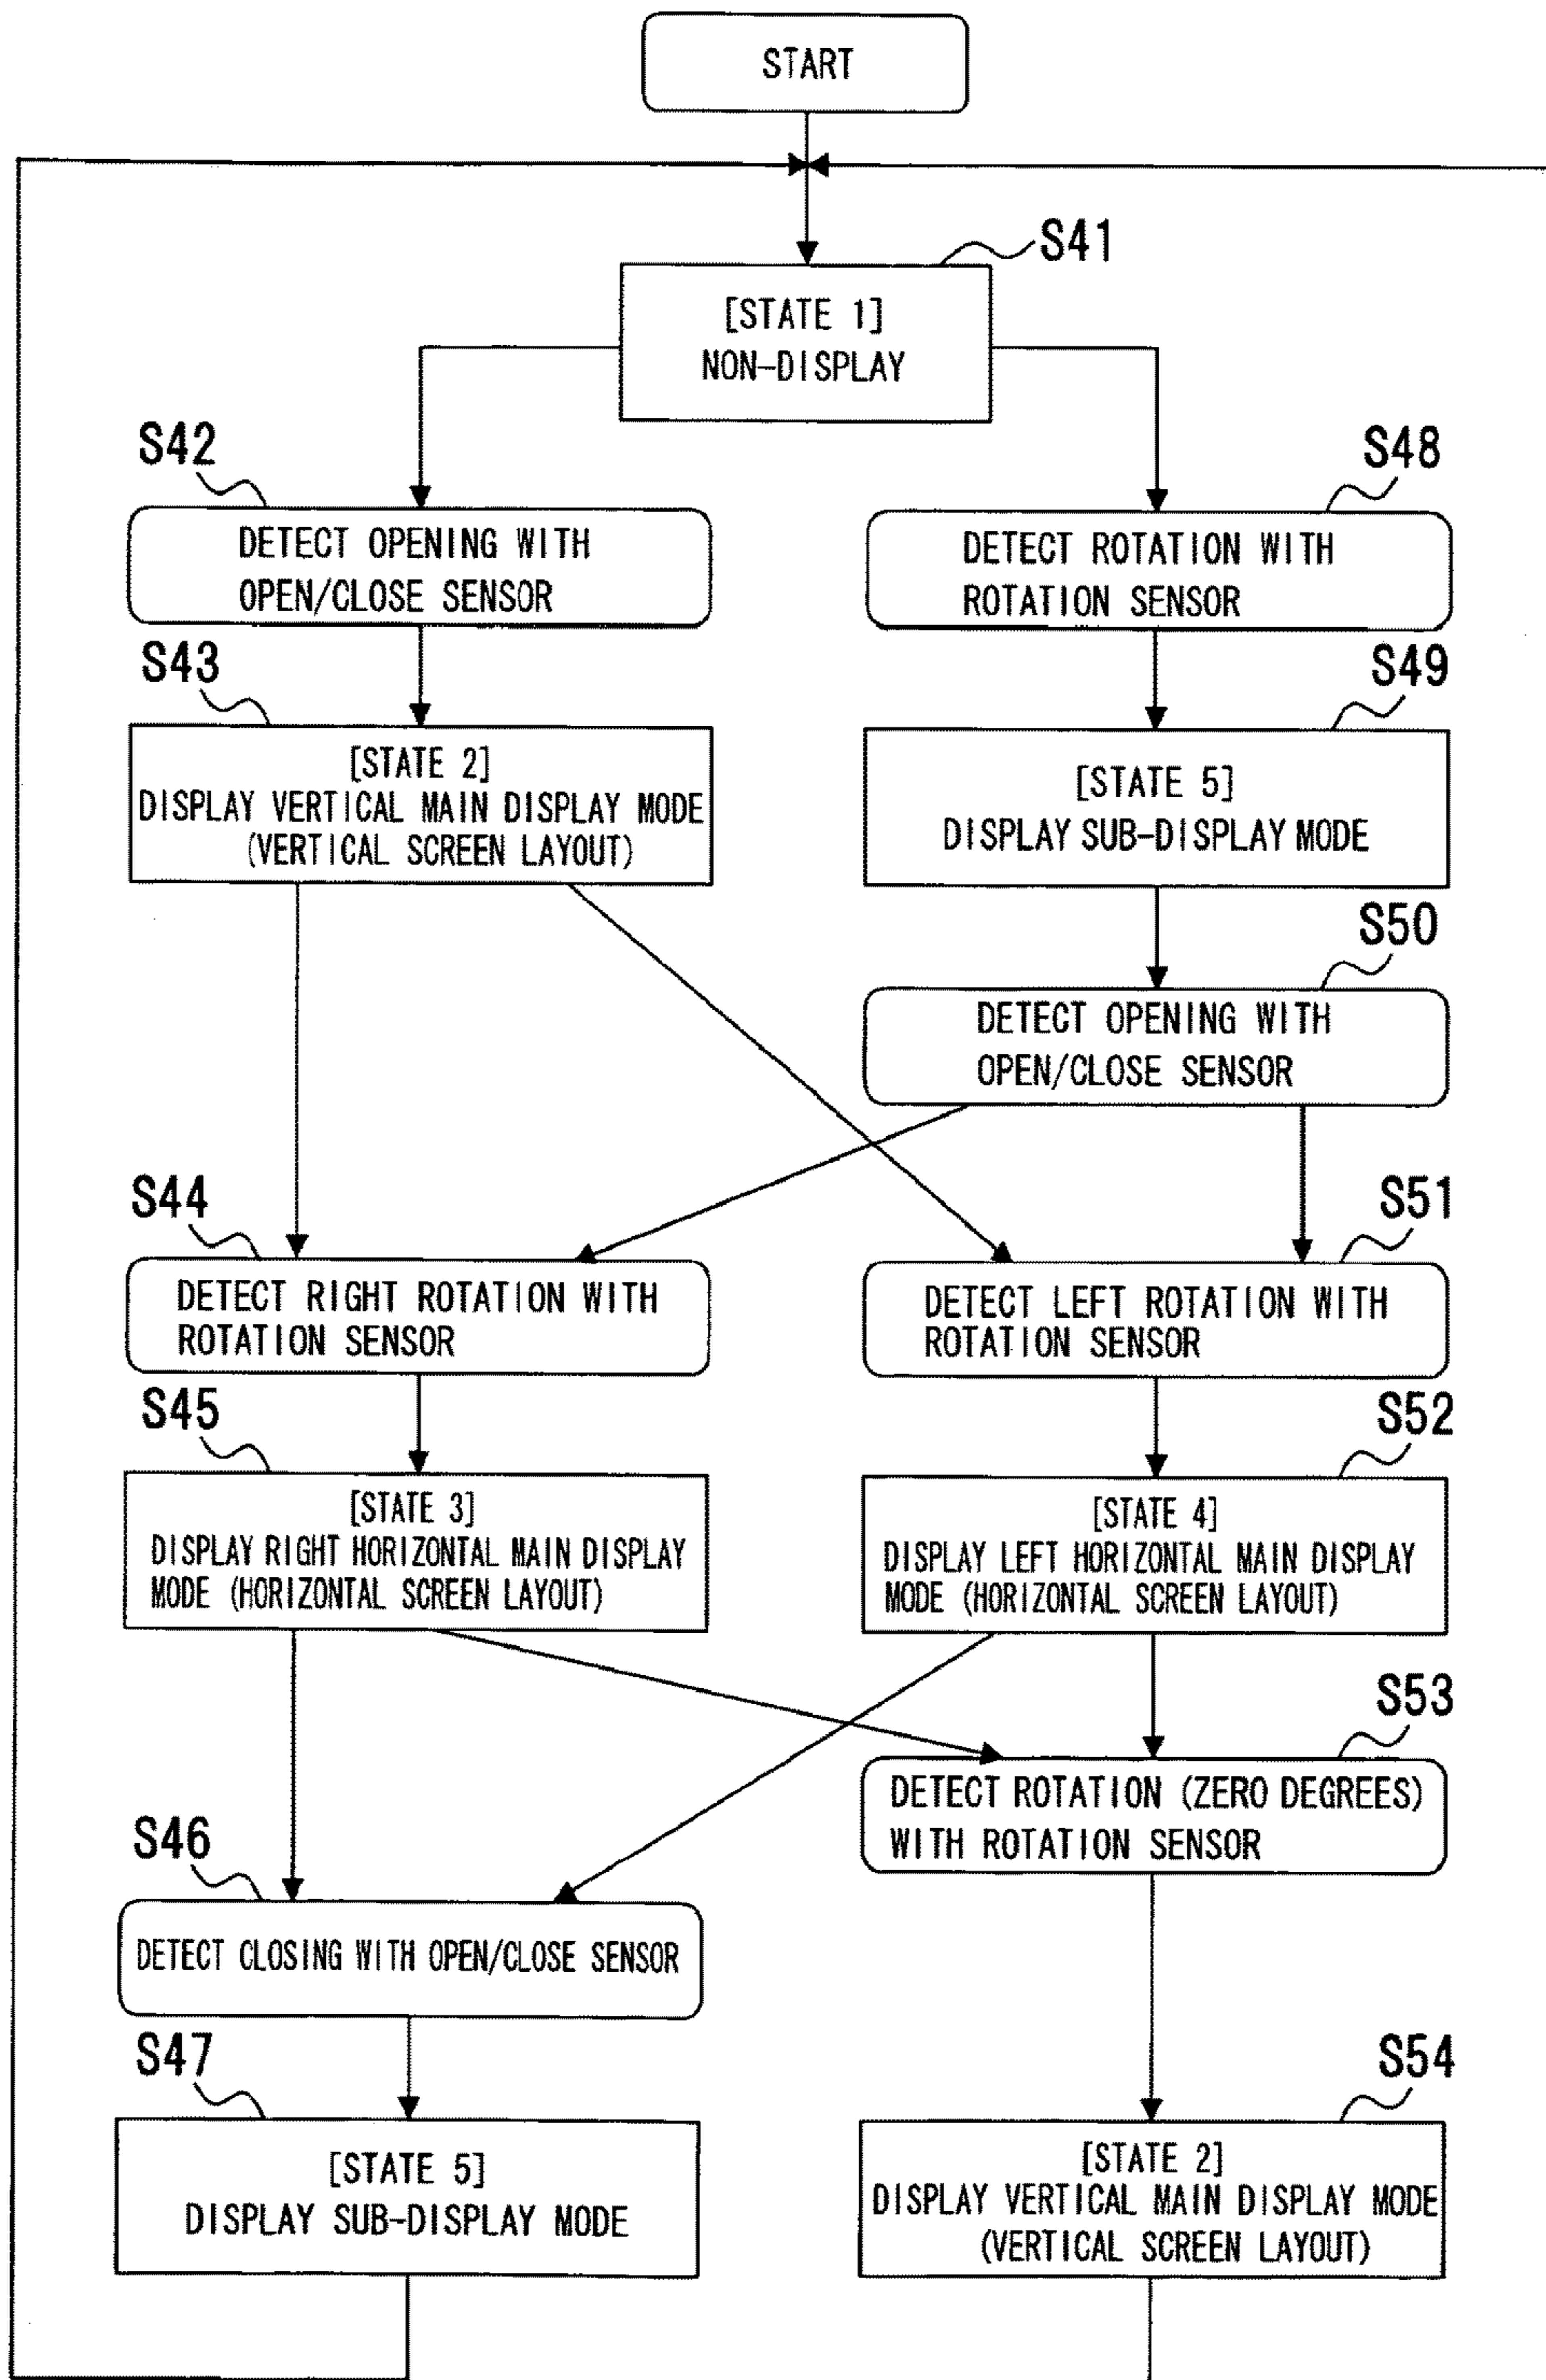 START
S41
[STATE 1]
NON-DISPLAY
S42
DETECT OPENING WITH
OPEN/CLOSE SENSOR
S48
DETECT ROTATION WITH
ROTATION SENSOR
S43
[STATE 2]
DISPLAY VERTICAL MAIN DISPLAY MODE
(VERTICAL SCREEN LAYOUT)
S49
[STATE 5]
DISPLAY SUB-DISPLAY MODE
S50
DETECT OPENING WITH
OPEN/CLOSE SENSOR
S44
DETECT RIGHT ROTATION WITH
ROTATION SENSOR
S51
DETECT LEFT ROTATION WITH
ROTATION SENSOR
S45
[STATE 3]
DISPLAY RIGHT HORIZONTAL MAIN DISPLAY
MODE (HORIZONTAL SCREEN LAYOUT)
S52
[STATE 4]
DISPLAY LEFT HORIZONTAL MAIN DISPLAY
MODE (HORIZONTAL SCREEN LAYOUT)
S53
DETECT ROTATION (ZERO DEGREES)
WITH ROTATION SENSOR
S46
DETECT CLOSING WITH OPEN/CLOSE SENSOR
S47
[STATE 5]
DISPLAY SUB-DISPLAY MODE
S54
[STATE 2]
DISPLAY VERTICAL MAIN DISPLAY MODE
(VERTICAL SCREEN LAYOUT)